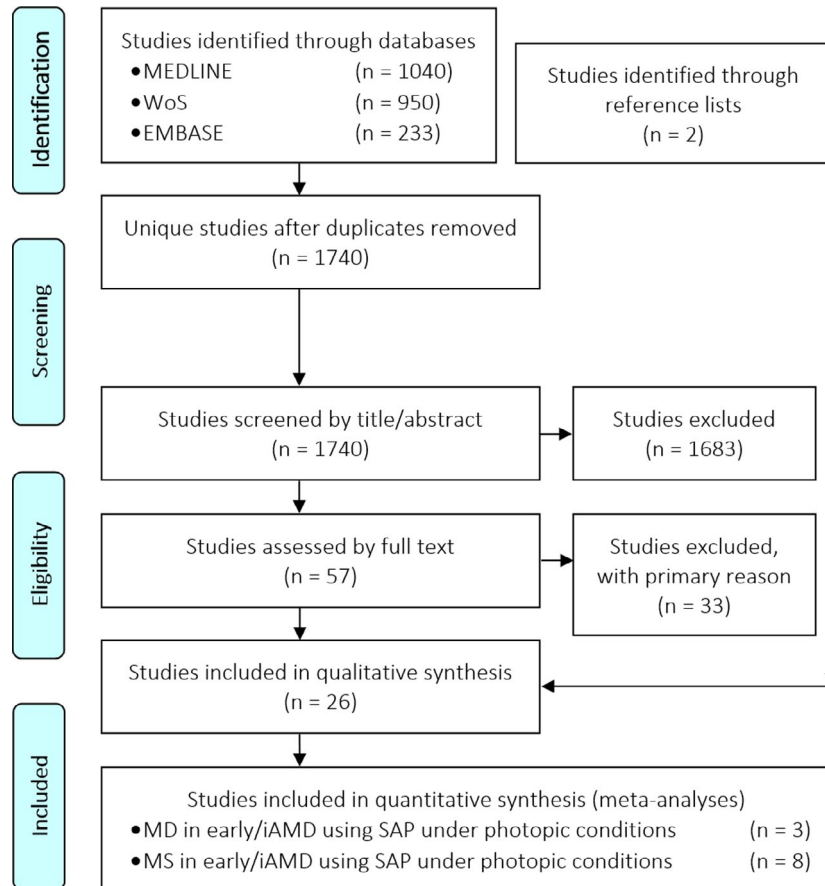 Identification
Studies identified through databases
•MEDLINE (n = 1040)
•WoS (n = 950)
•EMBASE (n = 233)
Studies identified through
reference lists
(n = 2)
Unique studies after duplicates removed
(n = 1740)
Screening
Studies screened by title/abstract
(n = 1740)
Studies excluded
(n = 1683)
Eligibility
Studies assessed by full text
(n = 57)
Studies excluded,
with primary reason
(n = 33)
Studies included in qualitative synthesis
(n = 26)
Included
Studies included in quantitative synthesis (meta-analyses)
•MD in early/iAMD using SAP under photopic conditions (n = 3)
•MS in early/iAMD using SAP under photopic conditions (n = 8)